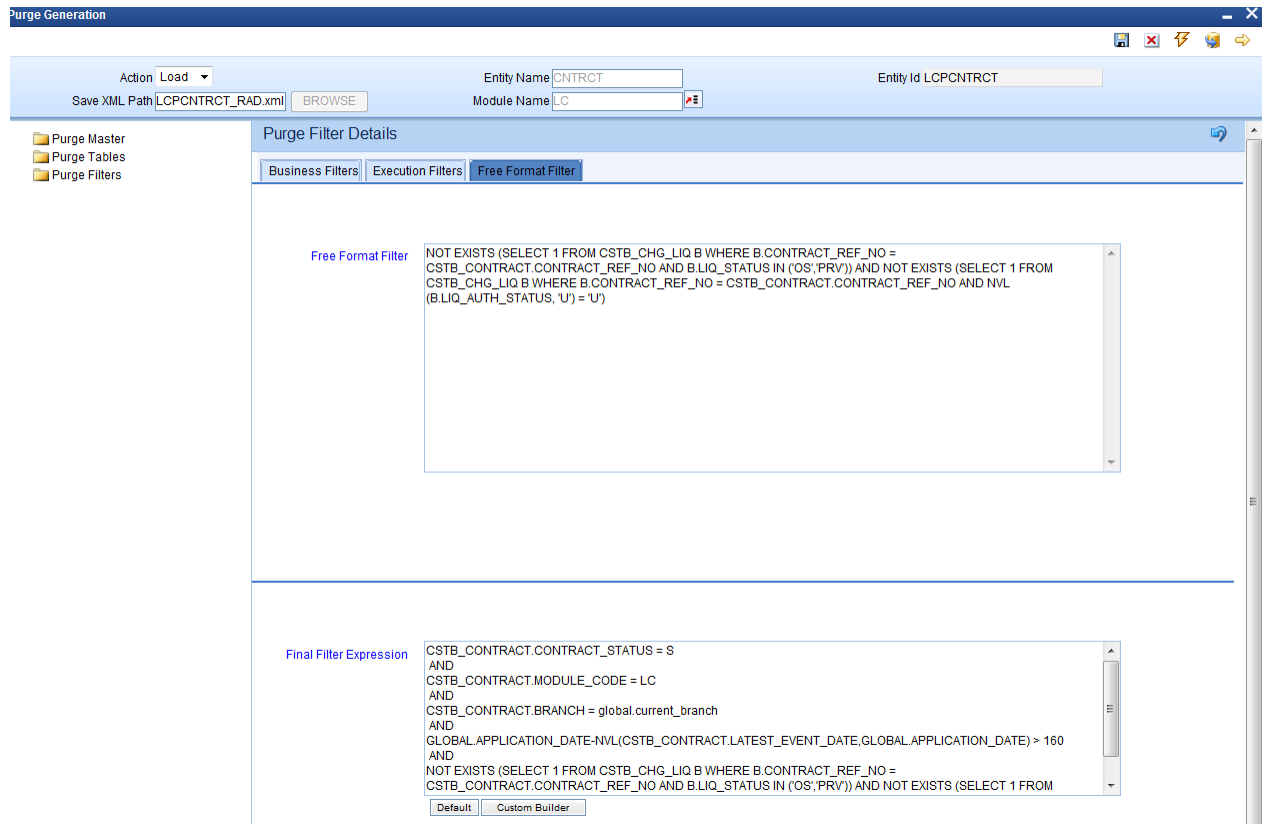 Purge Generation
Action Load Entity Name CNTRCT Entity Id LCPCNTRCT
Save XML Path LCPCNTRCT_RAD.xml BROWSE Module Name LC
Purge Master
Purge Tables
Purge Filters
Purge Filter Details
Business Filters Execution Filters Free Format Filter
Free Format Filter
NOT EXISTS (SELECT 1 FROM CSTB_CHG_LIQ B WHERE B.CONTRACT_REF_NO =
CSTB_CONTRACT.CONTRACT_REF_NO AND B.LIQ_STATUS IN ('OS','PRV')) AND NOT EXISTS (SELECT 1 FROM
CSTB_CHG_LIQ B WHERE B.CONTRACT_REF_NO = CSTB_CONTRACT.CONTRACT_REF_NO AND NVL
(B.LIQ_AUTH_STATUS, 'U') = 'U')
Final Filter Expression
CSTB_CONTRACT.CONTRACT_STATUS = S
AND
CSTB_CONTRACT.MODULE_CODE = LC
AND
CSTB_CONTRACT.BRANCH = global.current_branch
AND
GLOBAL.APPLICATION_DATE-NVL(CSTB_CONTRACT.LATEST_EVENT_DATE,GLOBAL.APPLICATION_DATE) > 160
AND
NOT EXISTS (SELECT 1 FROM CSTB_CHG_LIQ B WHERE B.CONTRACT_REF_NO =
CSTB_CONTRACT.CONTRACT_REF_NO AND B.LIQ_STATUS IN ('OS','PRV')) AND NOT EXISTS (SELECT 1 FROM
Default Custom Builder